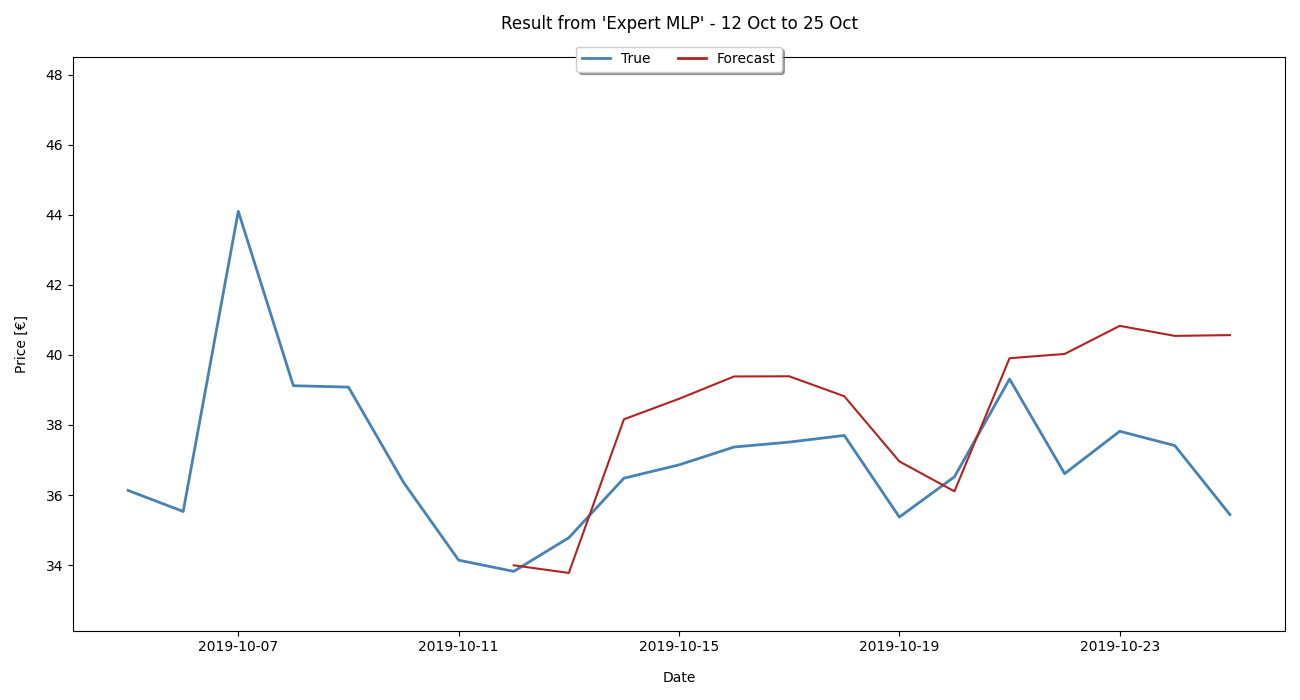 Result from 'Expert MLP' - 12 Oct to 25 Oct
True Forecast
48
46
44
42
40
38
36
34
Price [€]
2019-10-07 2019-10-11 2019-10-15 2019-10-19 2019-10-23
Date